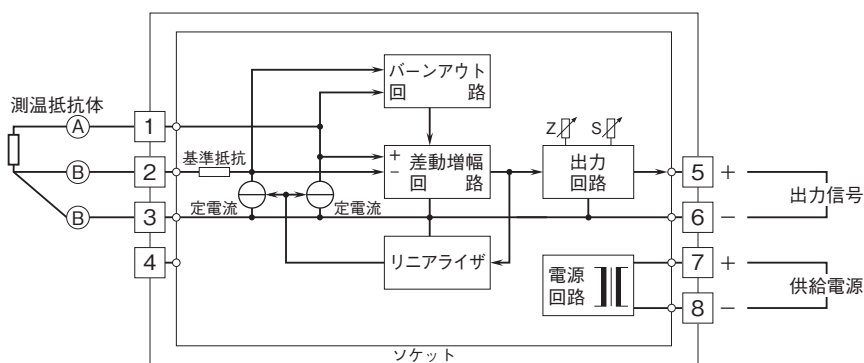 測温抵抗体
A
B
B
1
2
3
4
基準抵抗
定電流
定電流
バーンアウト
回 路
+
−
差動増幅
回 路
リニアライザ
Z
S
出力
回路
電源
回路
5 +
6 −
出力信号
7 +
8 −
供給電源
ソケット